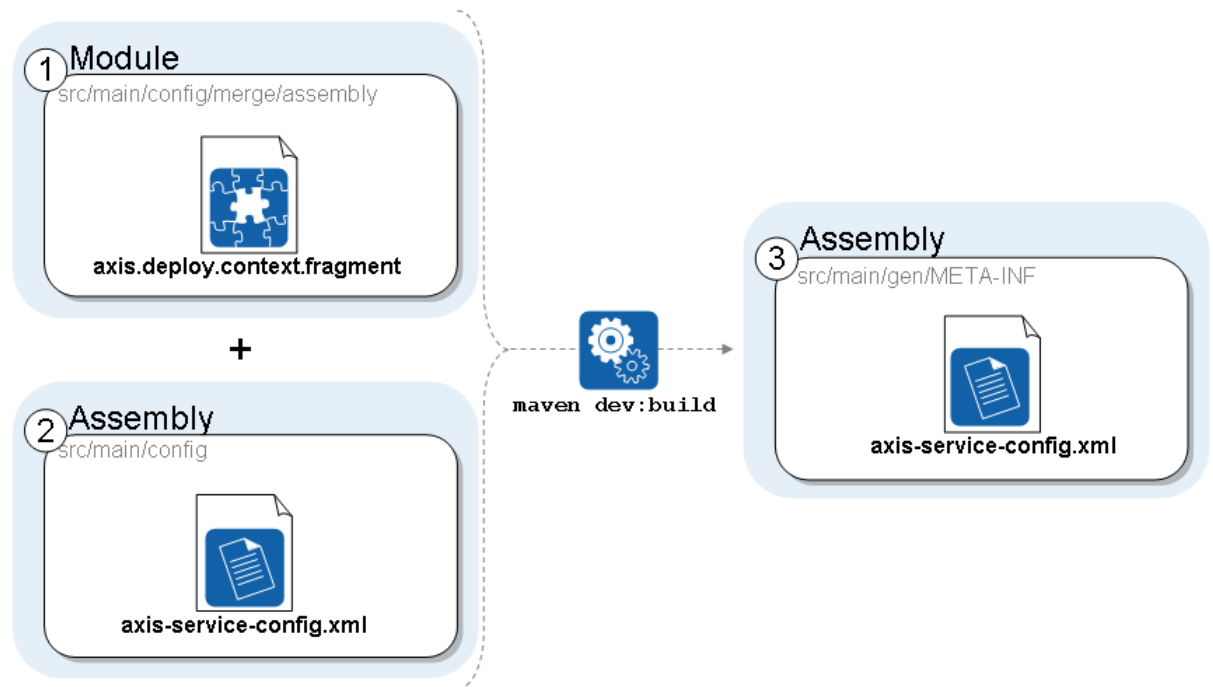 1
Module
src/main/config/merge/assembly
axis.deploy.context.fragment
+
2
Assembly
src/main/config
axis-service-config.xml
maven dev:build
3
Assembly
src/main/gen/META-INF
axis-service-config.xml